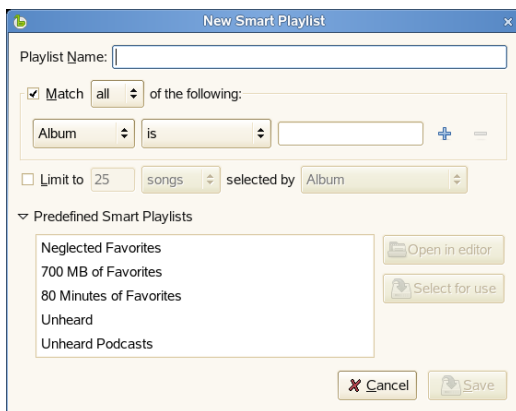 New Smart Playlist
Playlist Name:
Match all of the following:
Album is
Limit to 25 songs selected by Album
Predefined Smart Playlists
Neglected Favorites
700 MB of Favorites
80 Minutes of Favorites
Unheard
Unheard Podcasts
Open in editor
Select for use
Cancel Save